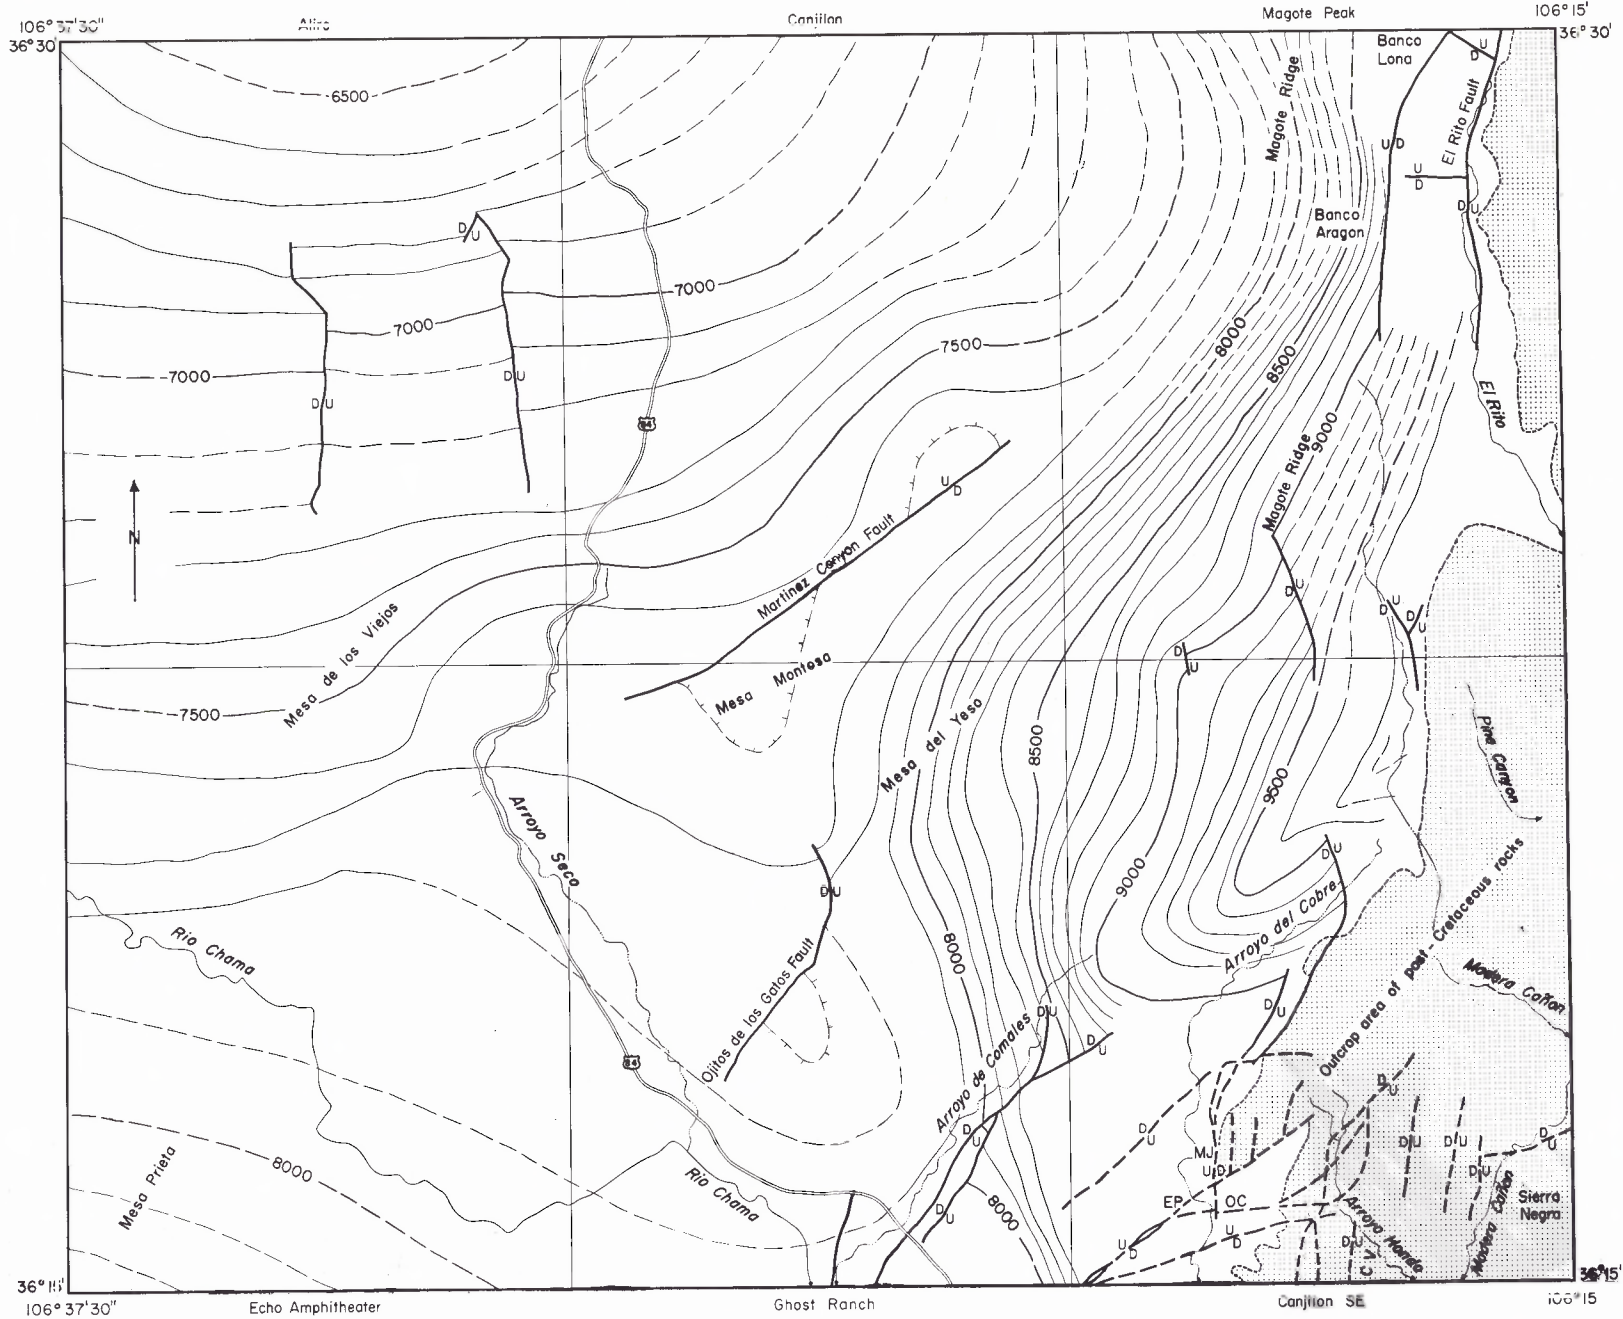 106°37'30"
Canjilon
Magote Peak
106°15'
36°30'
36°30'
Banco
Lona
U
D
6500
Magote Ridge
El Rito Fault
U D
U
D
D U
Banco
Aragon
D
U
7000
7000
7500
8000
8500
7000
D U
D U
El Rito
84
9000
Magote Ridge
U
D
N
Martinez Canyon Fault
D U
U
D
D
U
Mesa de los Viejos
D
U
Mesa Montosa
7500
Mesa del Yeso
8500
Pine Canyon
9500
Arroyo Seco
D U
9000
D U
Arroyo del Cobre
Outcrop area of post-Cretaceous rocks
Rio Chama
8000
Madera Cañon
Ojitos de los Gatos Fault
D U
D
U
Arroyo de Comales
D
U
84
D
U
D
U
D
U
D U
D U
D
U
MJ
U D
D U
8000
Mesa Prieta
Rio Chama
EP
OC
8000
D
U
Sierra
Negra
Arroyo Hondo
Madera Cañon
U
D
U
D
D U
C V
36°15'
36°15'
106°37'30"
Echo Amphitheater
Ghost Ranch
Canjilon SE
106°15